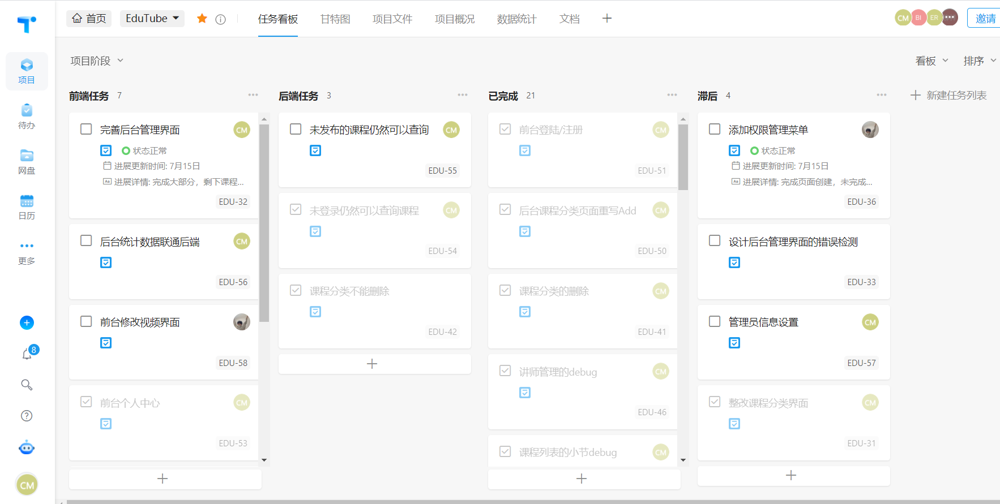 首页
EduTube
任务看板
甘特图
项目文件
项目概况
数据统计
文档
CM
BI
ER
邀请
项目
待办
网盘
日历
更多
8
CM
项目阶段
看板
排序
前端任务 7
完善后台管理界面
CM
状态正常
进展更新时间: 7月15日
进展详情: 完成大部分，剩下课程...
EDU-32
后台统计数据联通后端
CM
EDU-56
前台修改视频界面
EDU-58
前台个人中心
CM
EDU-53
后端任务 3
未发布的课程仍然可以查询
CM
EDU-55
未登录仍然可以查询课程
CM
EDU-54
课程分类不能删除
EDU-42
已完成 21
前台登陆/注册
CM
EDU-51
后台课程分类页面重写Add
CM
EDU-50
课程分类的删除
CM
EDU-41
讲师管理的debug
CM
EDU-46
课程列表的小节debug
CM
滞后 4
添加权限管理菜单
状态正常
进展更新时间: 7月15日
进展详情: 完成页面创建，未完成...
EDU-36
设计后台管理界面的错误检测
EDU-33
管理员信息设置
CM
EDU-57
整改课程分类界面
CM
EDU-31
新建任务列表